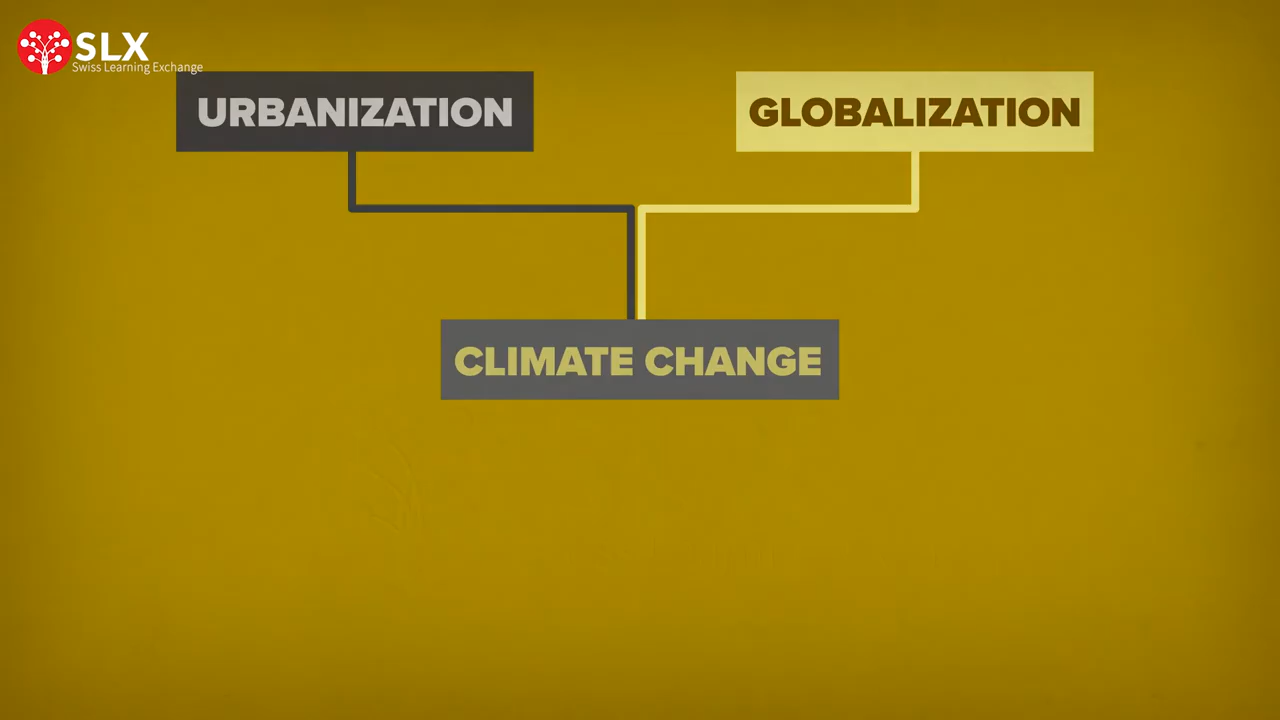 SLX
Swiss Learning Exchange
URBANIZATION
GLOBALIZATION
CLIMATE CHANGE